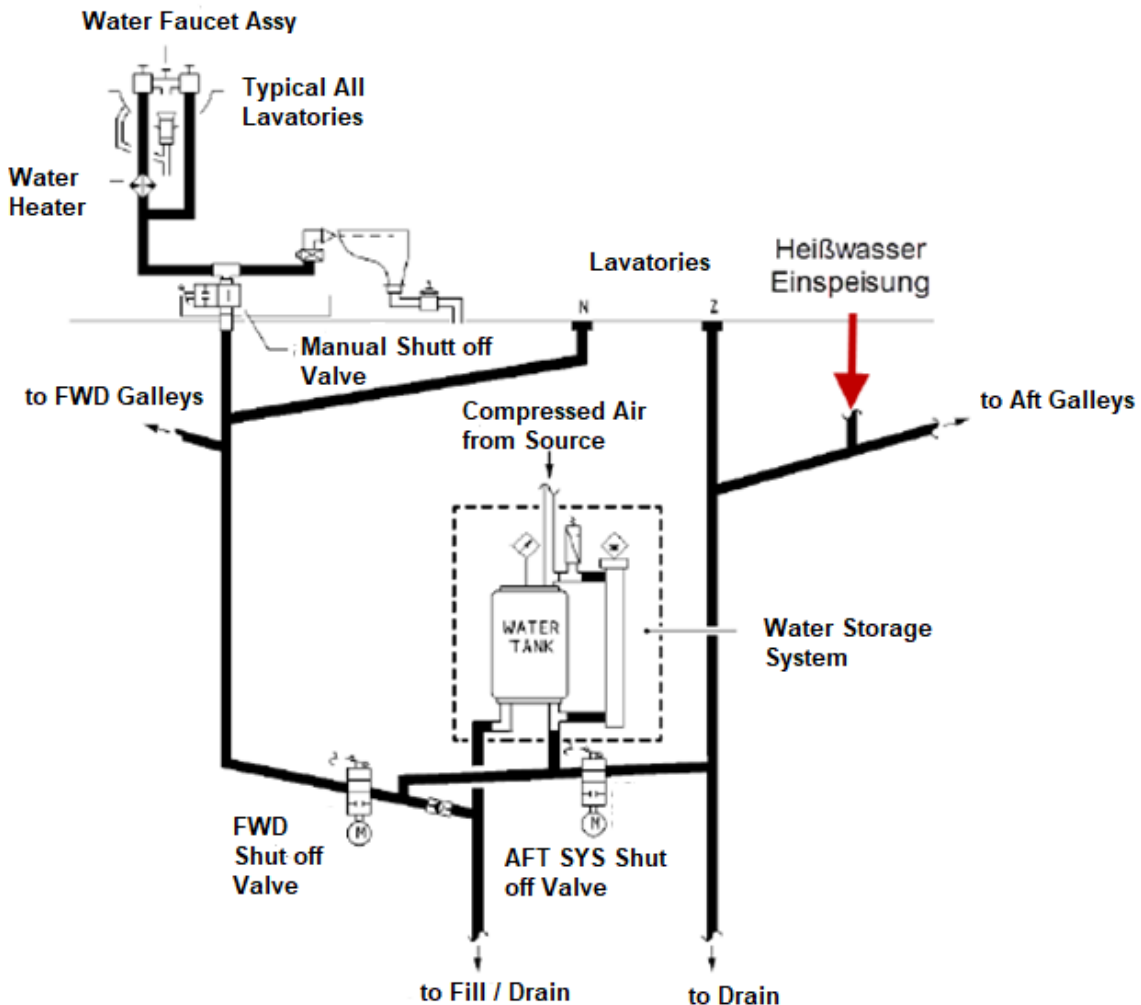 Water Faucet Assy
Typical All
Lavatories
Water
Heater
Lavatories
Heißwasser
Einspeisung
N
Z
Manual Shutt off
Valve
to FWD Galleys
Compressed Air
from Source
to Aft Galleys
WATER
TANK
Water Storage
System
M
M
FWD
Shut off
Valve
AFT SYS Shut
off Valve
to Fill / Drain
to Drain